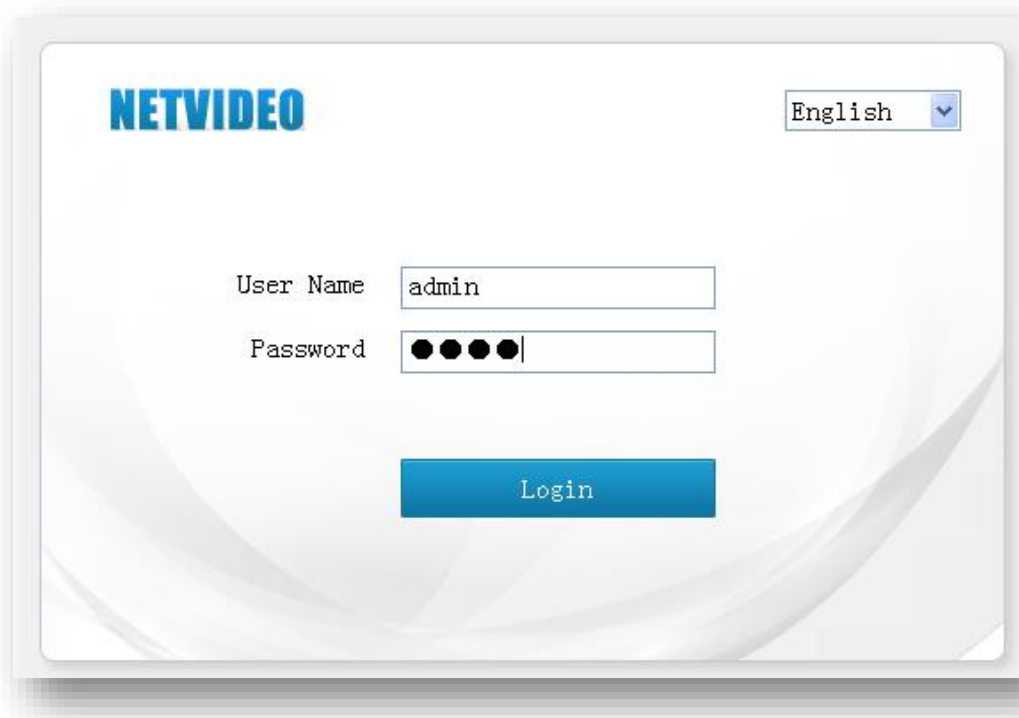 NETVIDEO
English
User Name admin
Password ●●●●
Login